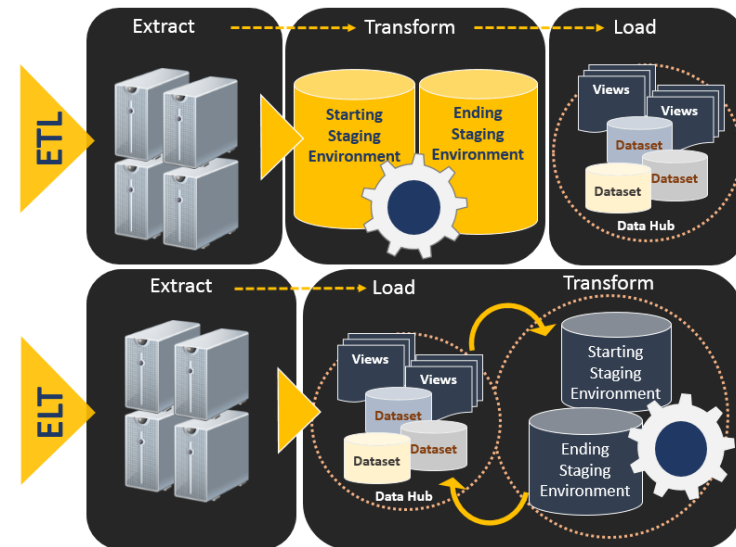 ETL
Extract
Transform
Load
Starting
Staging
Environment
Ending
Staging
Environment
Views
Views
Dataset
Dataset
Dataset
Data Hub
ELT
Extract
Load
Transform
Views
Views
Dataset
Dataset
Dataset
Data Hub
Starting
Staging
Environment
Ending
Staging
Environment